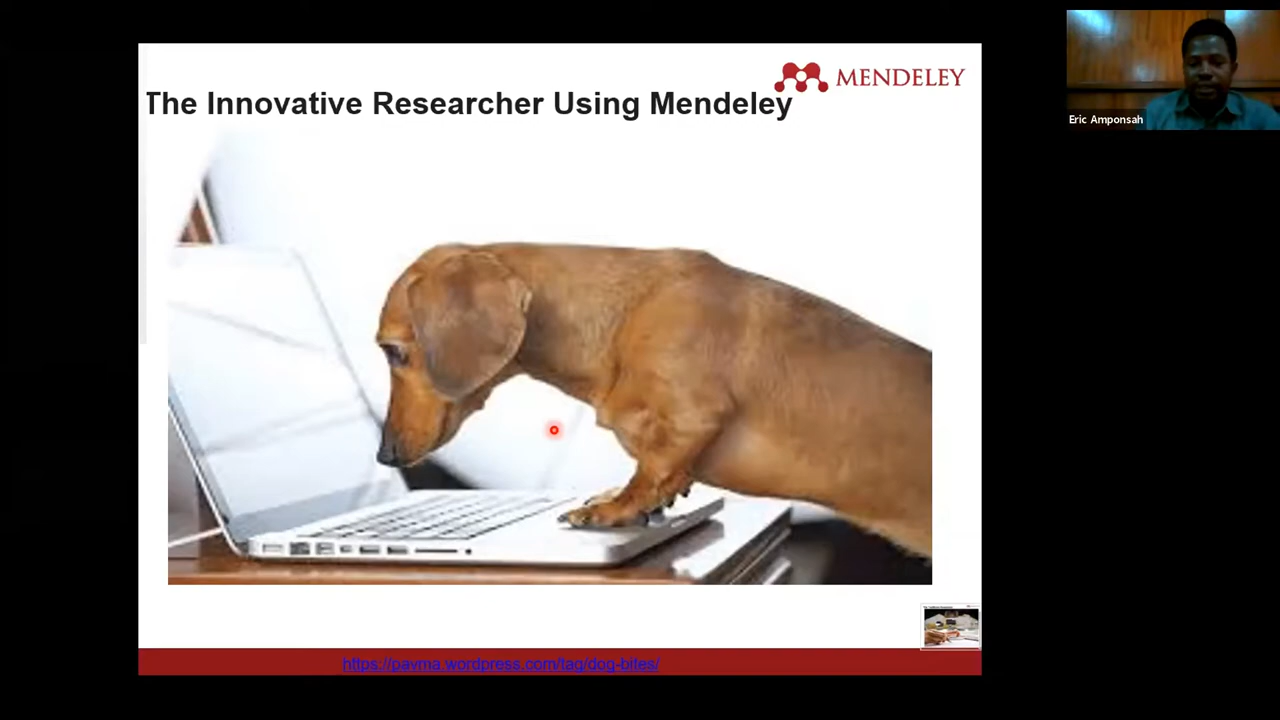 MENDELEY
The Innovative Researcher Using Mendeley
Eric Amponsah
https://pavma.wordpress.com/tag/dog-bites/